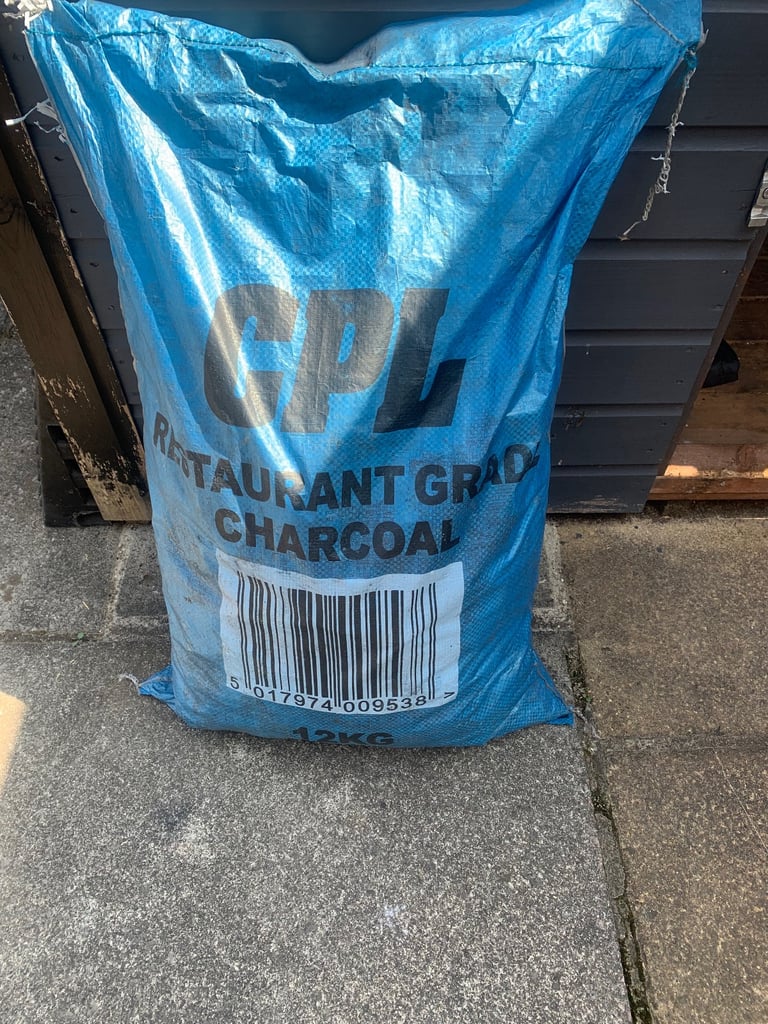 CPL
RESTAURANT GRADE
CHARCOAL
5 017974 009538 >
12KG